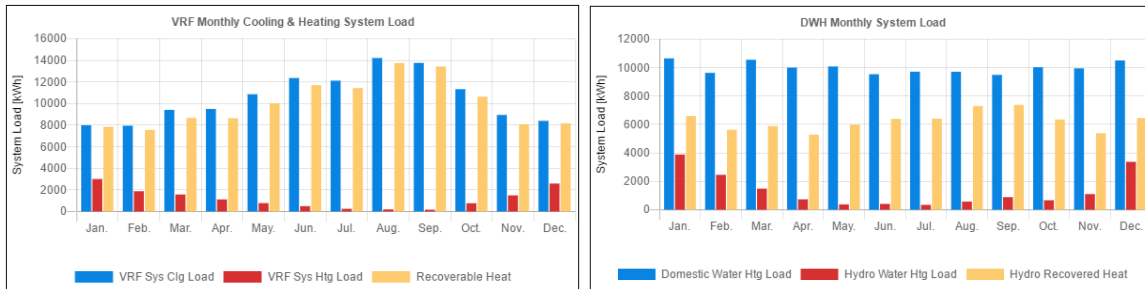 VRF Monthly Cooling & Heating System Load
System Load [kWh]
16000
14000
12000
10000
8000
6000
4000
2000
0
Jan. Feb. Mar. Apr. May. Jun. Jul. Aug. Sep. Oct. Nov. Dec.
VRF Sys Clg Load VRF Sys Htg Load Recoverable Heat
DWH Monthly System Load
System Load [kWh]
12000
10000
8000
6000
4000
2000
0
Jan. Feb. Mar. Apr. May. Jun. Jul. Aug. Sep. Oct. Nov. Dec.
Domestic Water Htg Load Hydro Water Htg Load Hydro Recovered Heat